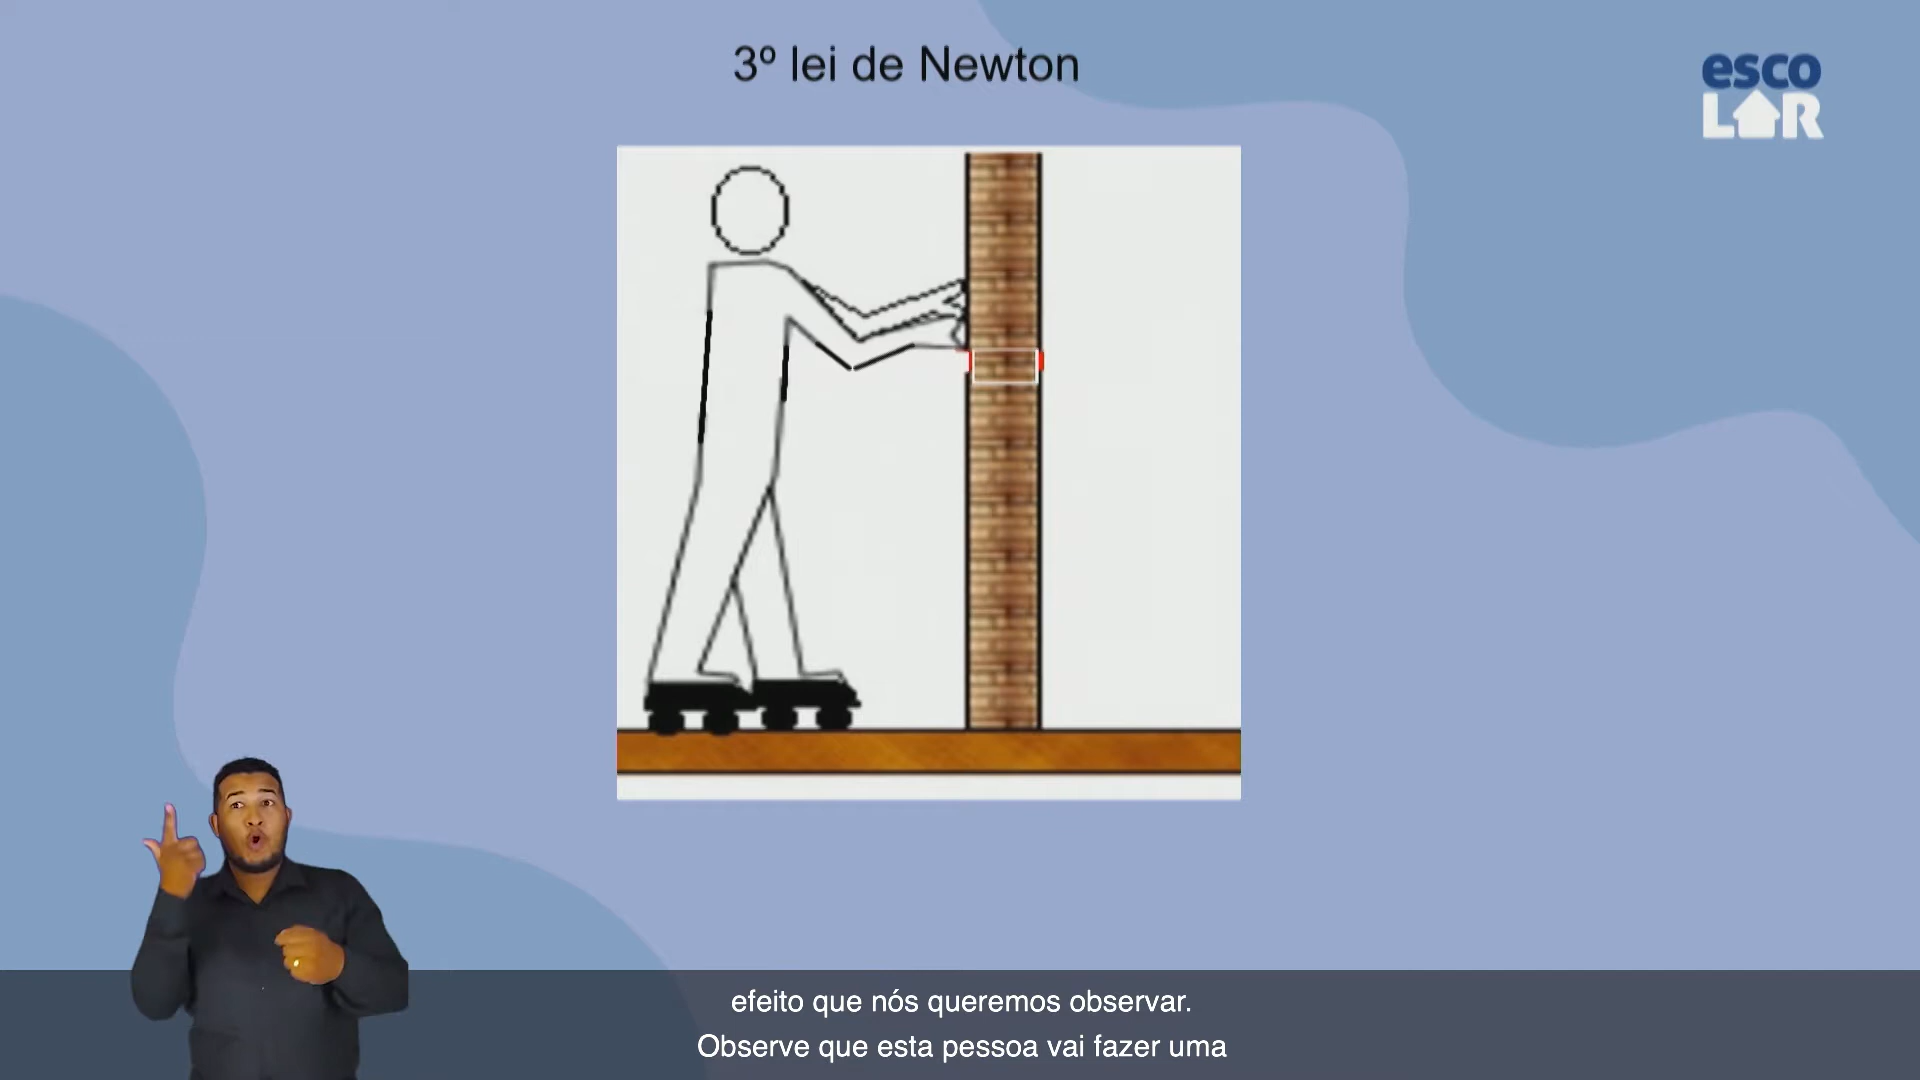 3º lei de Newton
esco
LAR
efeito que nós queremos observar.
Observe que esta pessoa vai fazer uma